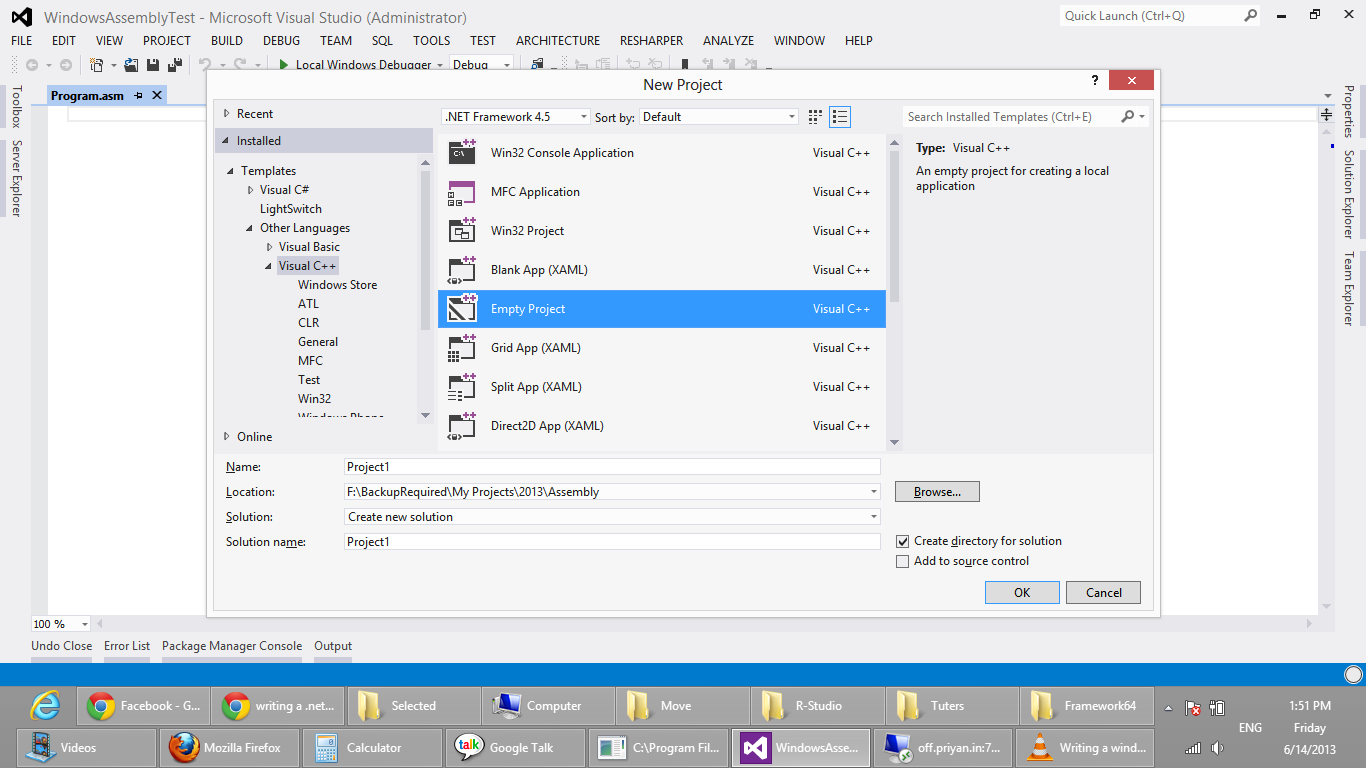 WindowsAssemblyTest - Microsoft Visual Studio (Administrator)
Quick Launch (Ctrl+Q)
FILE EDIT VIEW PROJECT BUILD DEBUG TEAM SQL TOOLS TEST ARCHITECTURE RESHARPER ANALYZE WINDOW HELP
Local Windows Debugger Debug
New Project
?
Program.asm
Toolbox
Server Explorer
Properties
Solution Explorer
Team Explorer
Recent
Installed
Templates
Visual C#
LightSwitch
Other Languages
Visual Basic
Visual C++
Windows Store
ATL
CLR
General
MFC
Test
Win32
Windows Phone
Online
.NET Framework 4.5 Sort by: Default
Search Installed Templates (Ctrl+E)
Win32 Console Application Visual C++
MFC Application Visual C++
Win32 Project Visual C++
Blank App (XAML) Visual C++
Empty Project Visual C++
Grid App (XAML) Visual C++
Split App (XAML) Visual C++
Direct2D App (XAML) Visual C++
Type: Visual C++
An empty project for creating a local
application
Name: Project1
Location: F:\BackupRequired\My Projects\2013\Assembly
Browse...
Solution: Create new solution
Solution name: Project1
Create directory for solution
Add to source control
OK Cancel
100 %
Undo Close Error List Package Manager Console Output
Facebook - G... writing a .net... Selected Computer Move R-Studio Tuters Framework64
Videos Mozilla Firefox Calculator Google Talk C:\Program Fil... WindowsAsse... off.priyan.in:7... Writing a wind...
ENG
1:51 PM
Friday
6/14/2013